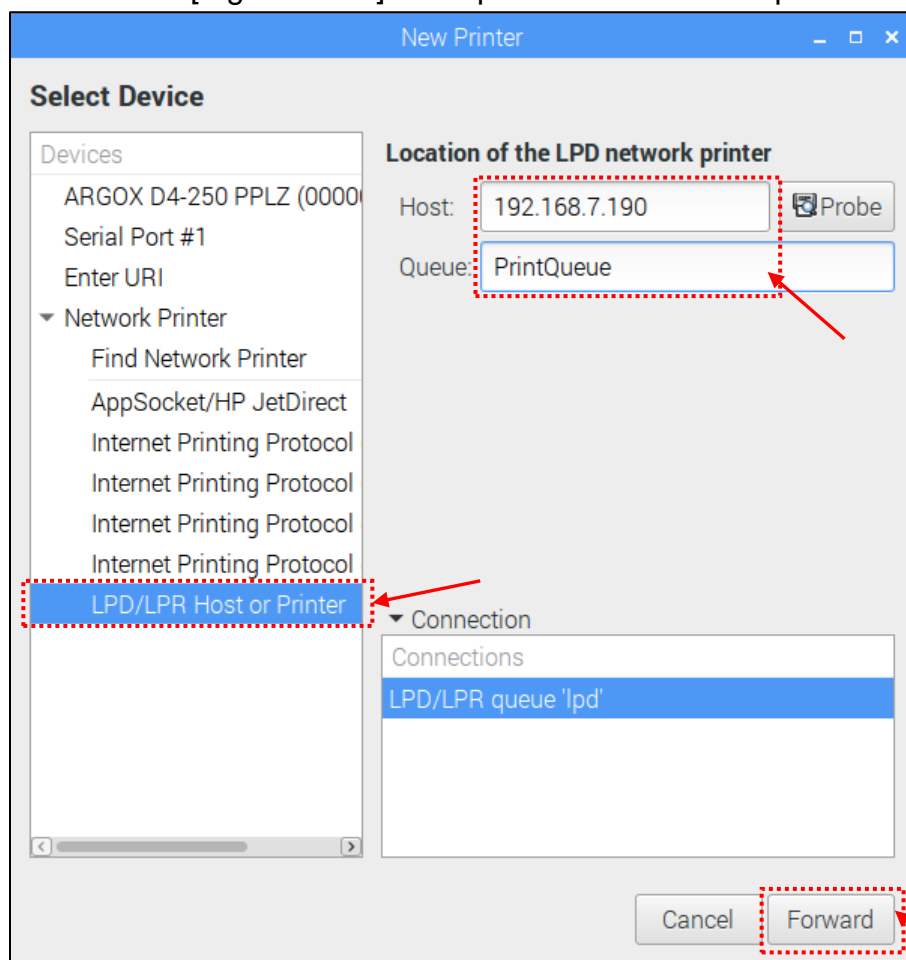 New Printer
Select Device
Devices
ARGOX D4-250 PPLZ (0000
Serial Port #1
Enter URI
Network Printer
Find Network Printer
AppSocket/HP JetDirect
Internet Printing Protocol
Internet Printing Protocol
Internet Printing Protocol
Internet Printing Protocol
LPD/LPR Host or Printer
Location of the LPD network printer
Host: 192.168.7.190 Probe
Queue: PrintQueue
Connection
Connections
LPD/LPR queue 'lpd'
Cancel Forward